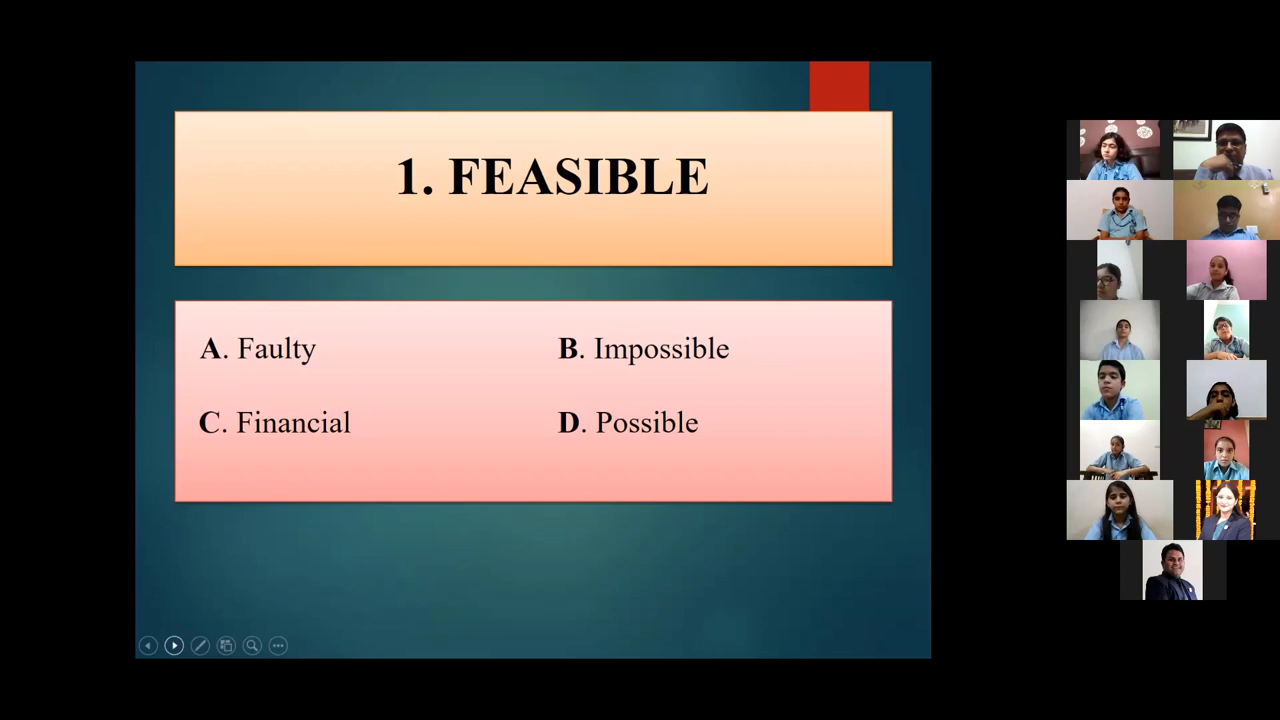 1. FEASIBLE
A. Faulty
B. Impossible
C. Financial
D. Possible